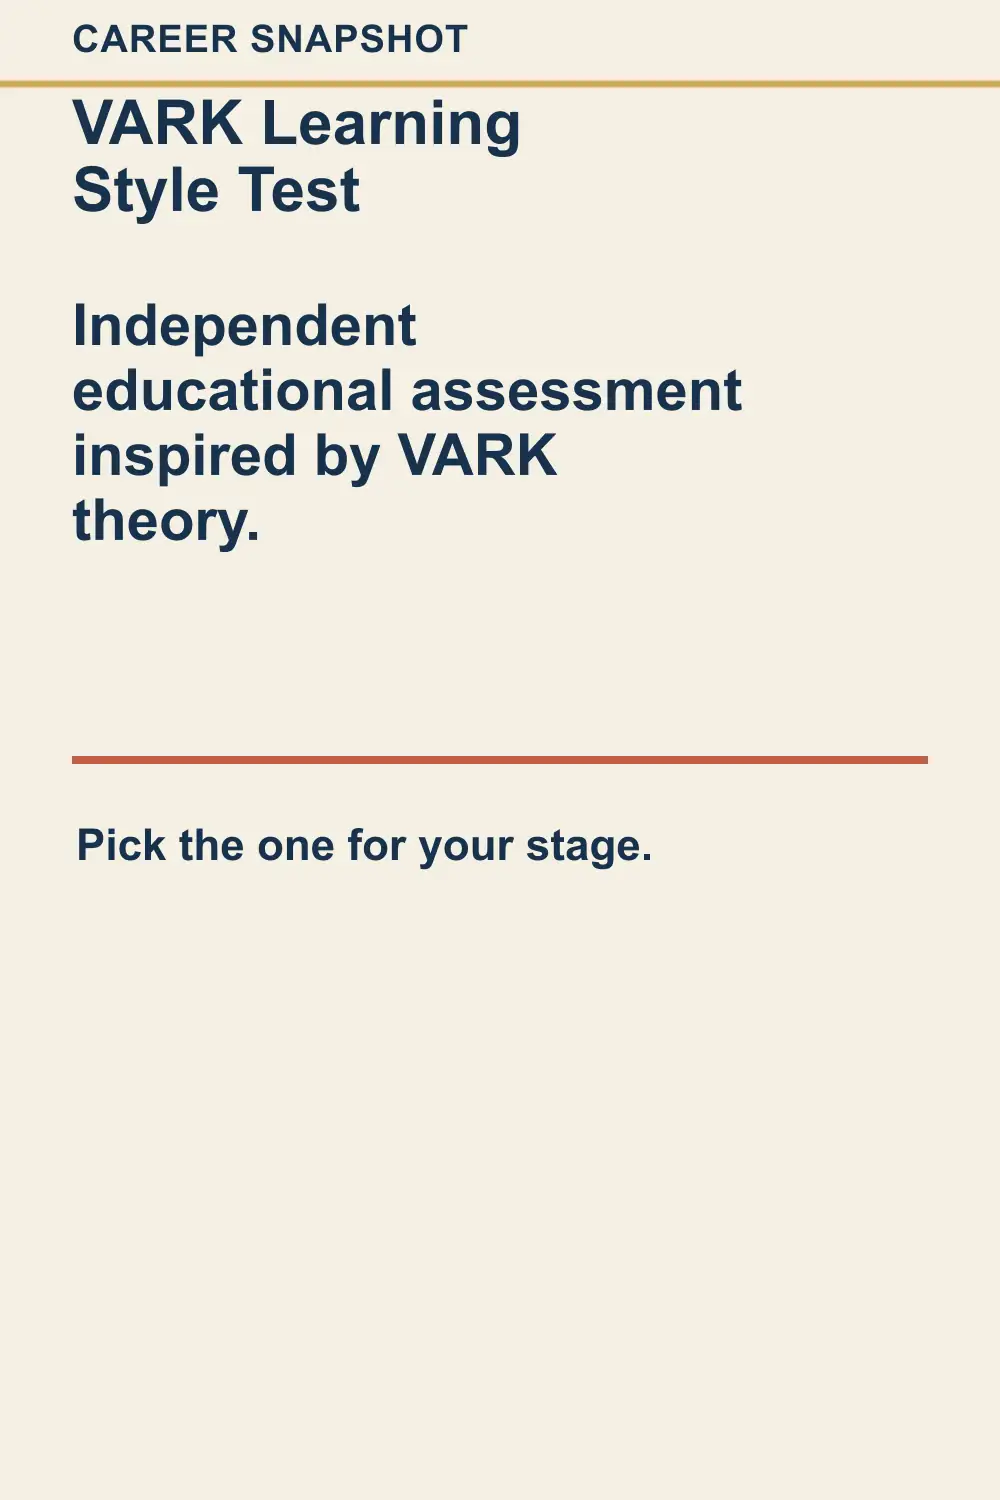 CAREER SNAPSHOT
VARK Learning
Style Test
Independent
educational assessment
inspired by VARK
theory.
Pick the one for your stage.